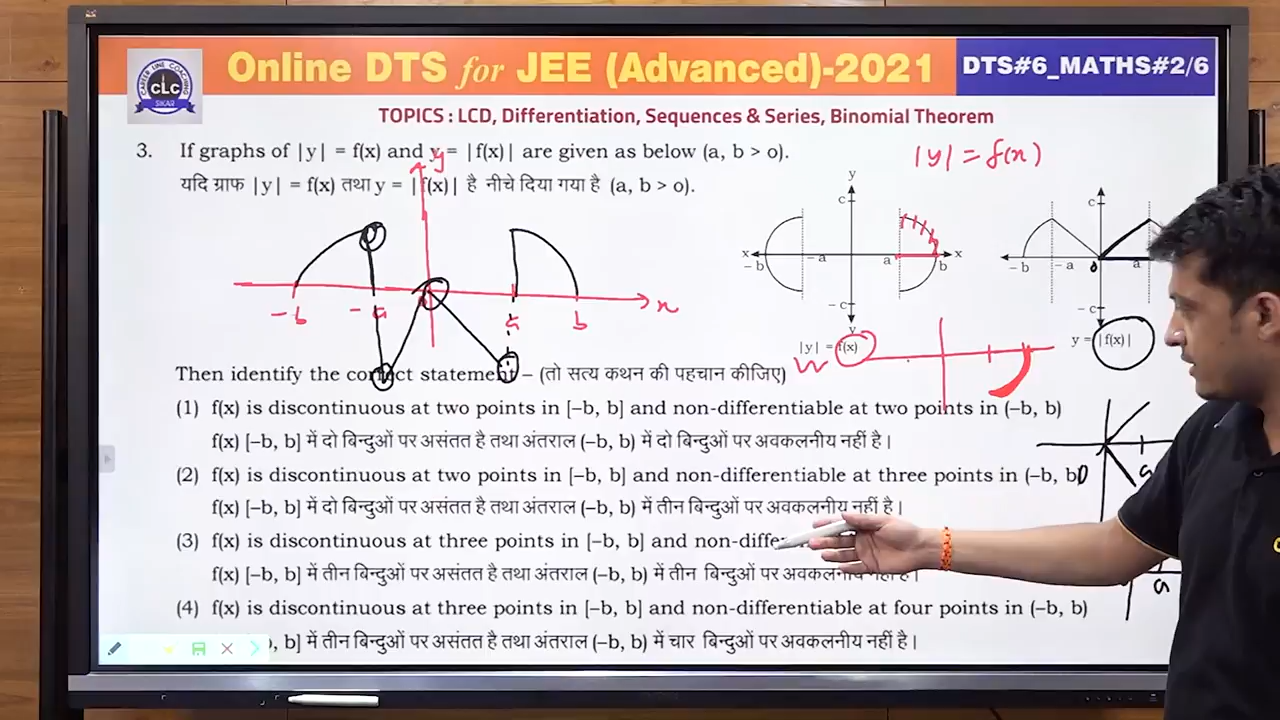 Online DTS for JEE (Advanced)-2021
DTS#6_MATHS#2/6
CAREER LINE COACHING
CLC
SIKAR
TOPICS : LCD, Differentiation, Sequences & Series, Binomial Theorem
3. If graphs of |y| = f(x) and y = |f(x)| are given as below (a, b > o).
यदि ग्राफ |y| = f(x) तथा y = |f(x)| है नीचे दिया गया है (a, b > o).
|y| = f(x)
y
y
c
x
x
– b
– a
a
b
– c
y
|y| = f(x)
c
– b
– a
a
– c
y = |f(x)|
-b
-a
a
b
x
Then identify the correct statement – (तो सत्य कथन की पहचान कीजिए)
(1) f(x) is discontinuous at two points in [–b, b] and non-differentiable at two points in (–b, b)
f(x) [–b, b] में दो बिन्दुओं पर असंतत है तथा अंतराल (–b, b) में दो बिन्दुओं पर अवकलनीय नहीं है।
(2) f(x) is discontinuous at two points in [–b, b] and non-differentiable at three points in (–b, b)
f(x) [–b, b] में दो बिन्दुओं पर असंतत है तथा अंतराल (–b, b) में तीन बिन्दुओं पर अवकलनीय नहीं है।
(3) f(x) is discontinuous at three points in [–b, b] and
f(x) [–b, b] में तीन बिन्दुओं पर असंतत है तथा अंतराल (–b, b) में तीन बिन्दुओं पर अवकलनीय नहीं है।
(4) f(x) is discontinuous at three points in [–b, b] and non-differentiable at four points in (–b, b)
b] में तीन बिन्दुओं पर असंतत है तथा अंतराल (–b, b) में चार बिन्दुओं पर अवकलनीय नहीं है।
a
a